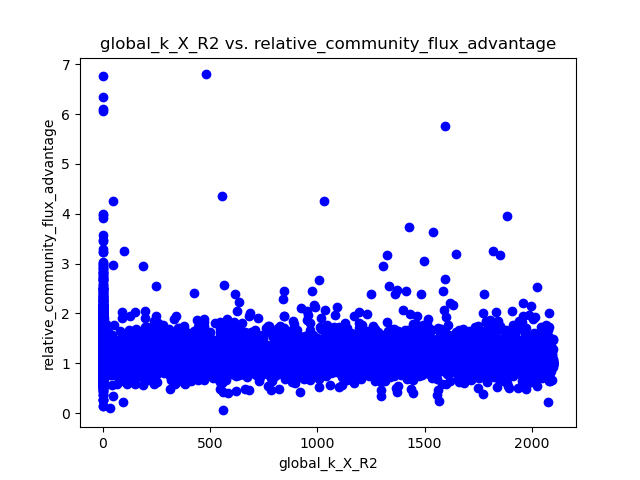 global_k_X_R2 vs. relative_community_flux_advantage
7
6
5
4
3
2
1
0
relative_community_flux_advantage
0 500 1000 1500 2000
global_k_X_R2